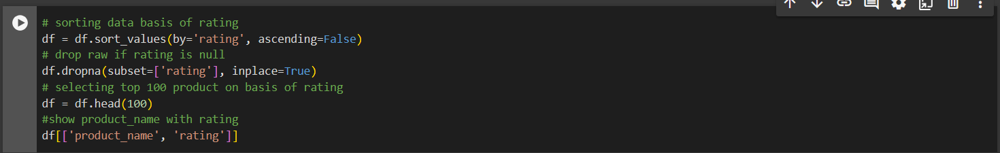 # sorting data basis of rating
df = df.sort_values(by='rating', ascending=False)
# drop raw if rating is null
df.dropna(subset=['rating'], inplace=True)
# selecting top 100 product on basis of rating
df = df.head(100)
#show product_name with rating
df[['product_name', 'rating']]